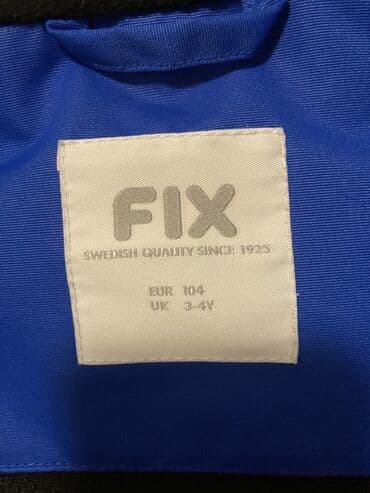 FIX
SWEDISH QUALITY SINCE 1925
EUR 104
UK 3-4Y